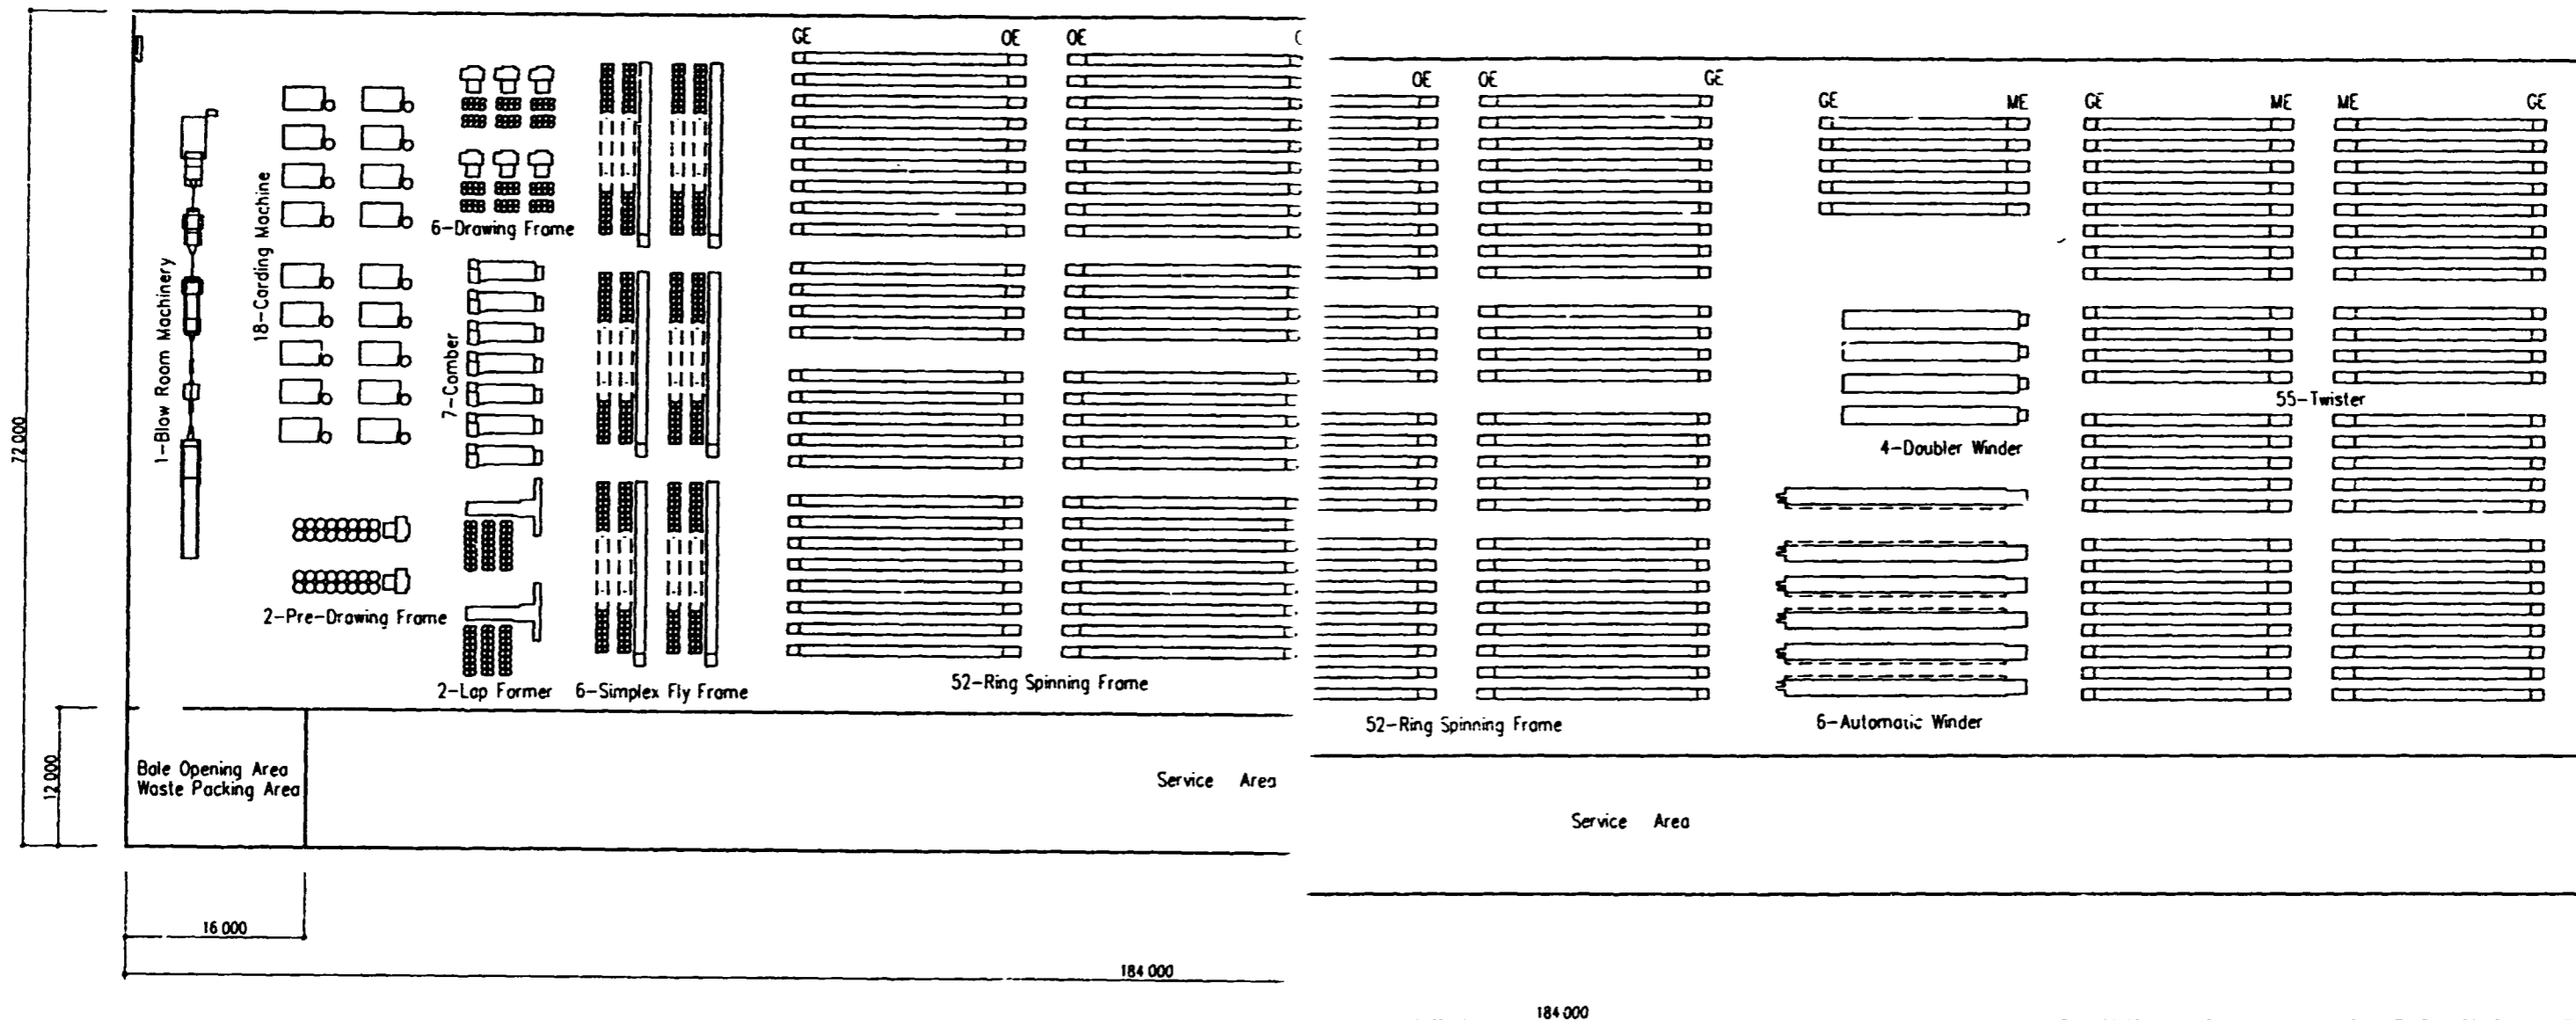 GE OE OE
OE OE GE
GE ME GE ME ME GE
1-Blow Room Machinery
18-Carding Machine
6-Drawing Frame
7-Comber
2-Pre-Drawing Frame
2-Lap Former
6-Simplex Fly Frame
52-Ring Spinning Frame
52-Ring Spinning Frame
4-Doubler Winder
6-Automatic Winder
55-Twister
72 000
12 000
Bale Opening Area
Waste Packing Area
Service Area
Service Area
16 000
184 000
184 000